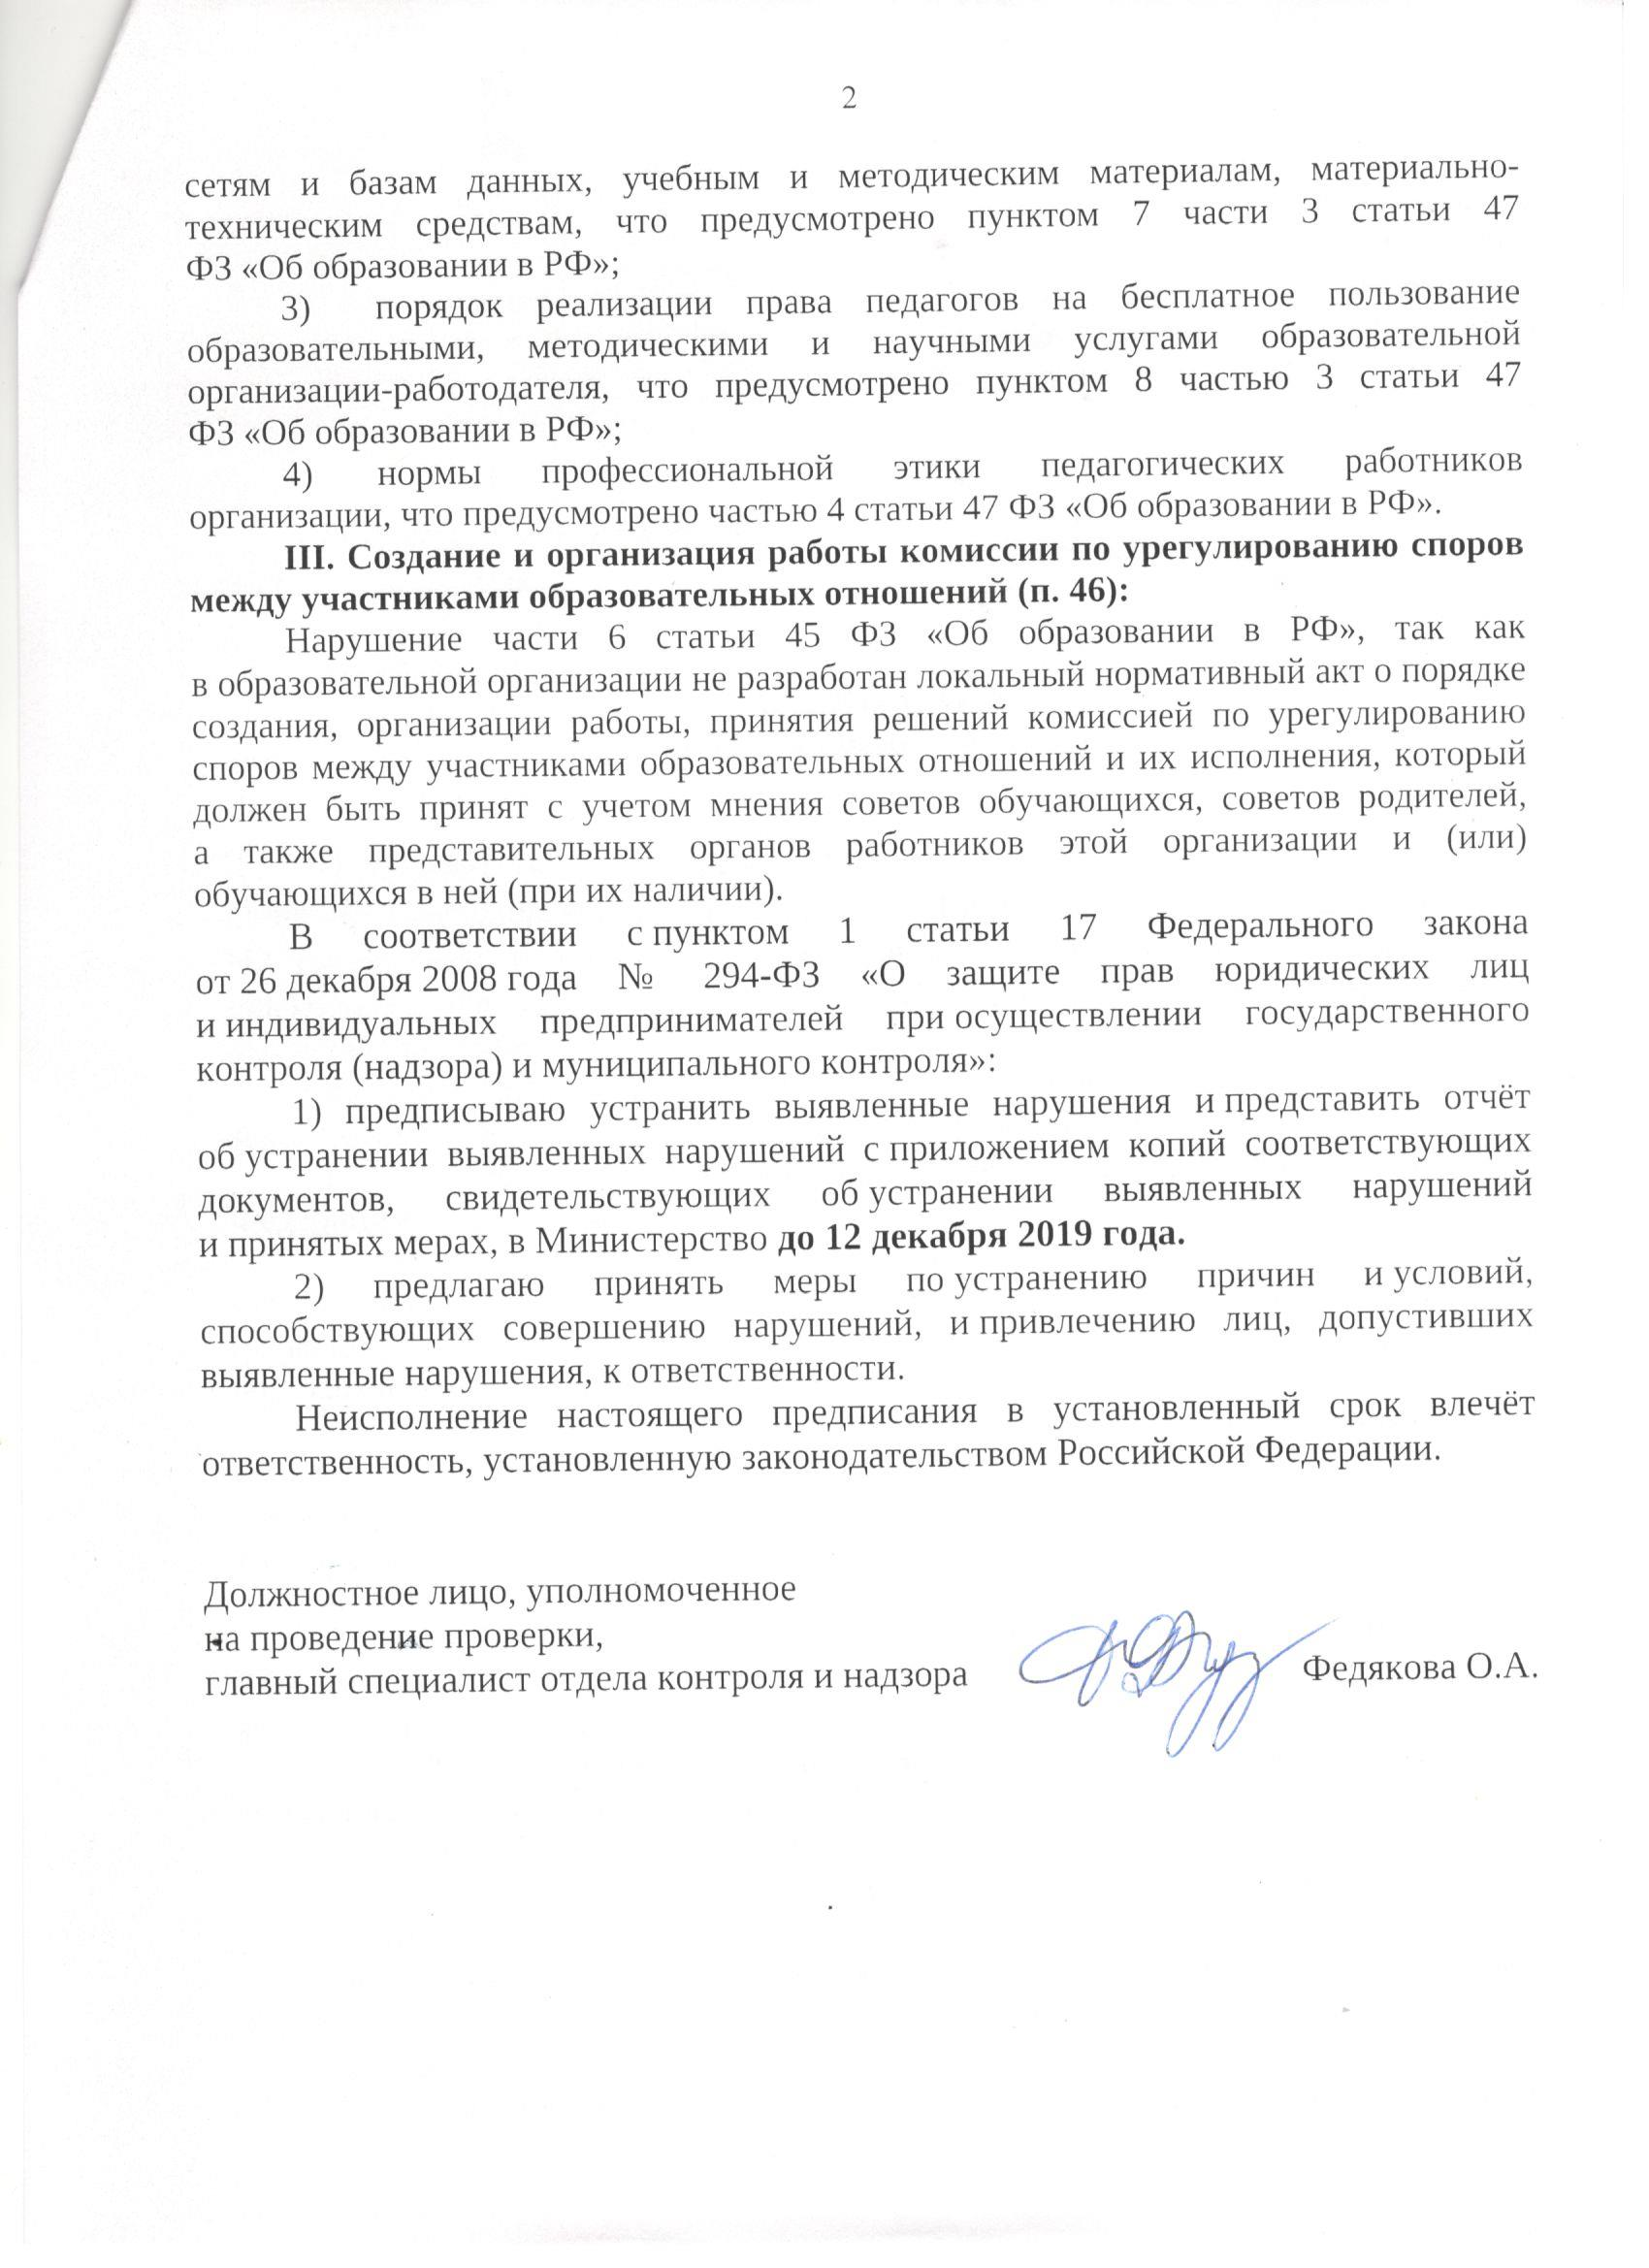 2
сетям и базам данных, учебным и методическим материалам, материально-
техническим средствам, что предусмотрено пунктом 7 части 3 статьи 47
ФЗ «Об образовании в РФ»;
3) порядок реализации права педагогов на бесплатное пользование
образовательными, методическими и научными услугами образовательной
организации-работодателя, что предусмотрено пунктом 8 частью 3 статьи 47
ФЗ «Об образовании в РФ»;
4) нормы профессиональной этики педагогических работников
организации, что предусмотрено частью 4 статьи 47 ФЗ «Об образовании в РФ».
III. Создание и организация работы комиссии по урегулированию споров
между участниками образовательных отношений (п. 46):
Нарушение части 6 статьи 45 ФЗ «Об образовании в РФ», так как
в образовательной организации не разработан локальный нормативный акт о порядке
создания, организации работы, принятия решений комиссией по урегулированию
споров между участниками образовательных отношений и их исполнения, который
должен быть принят с учетом мнения советов обучающихся, советов родителей,
а также представительных органов работников этой организации и (или)
обучающихся в ней (при их наличии).
В соответствии с пунктом 1 статьи 17 Федерального закона
от 26 декабря 2008 года № 294-ФЗ «О защите прав юридических лиц
и индивидуальных предпринимателей при осуществлении государственного
контроля (надзора) и муниципального контроля»:
1) предписываю устранить выявленные нарушения и представить отчёт
об устранении выявленных нарушений с приложением копий соответствующих
документов, свидетельствующих об устранении выявленных нарушений
и принятых мерах, в Министерство до 12 декабря 2019 года.
2) предлагаю принять меры по устранению причин и условий,
способствующих совершению нарушений, и привлечению лиц, допустивших
выявленные нарушения, к ответственности.
Неисполнение настоящего предписания в установленный срок влечёт
ответственность, установленную законодательством Российской Федерации.
Должностное лицо, уполномоченное
на проведение проверки,
главный специалист отдела контроля и надзора Федякова О.А.